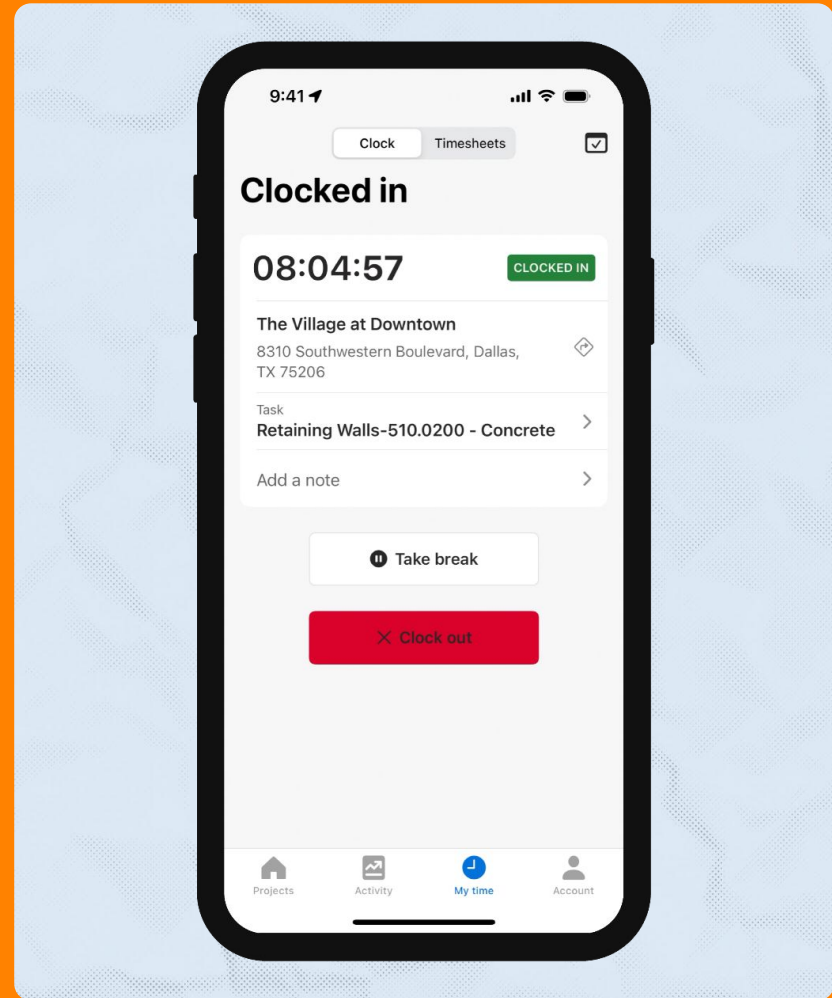 9:41
Clock
Timesheets
Clocked in
08:04:57
CLOCKED IN
The Village at Downtown
8310 Southwestern Boulevard, Dallas,
TX 75206
Task
Retaining Walls-510.0200 - Concrete
Add a note
Take break
Clock out
Projects
Activity
My time
Account